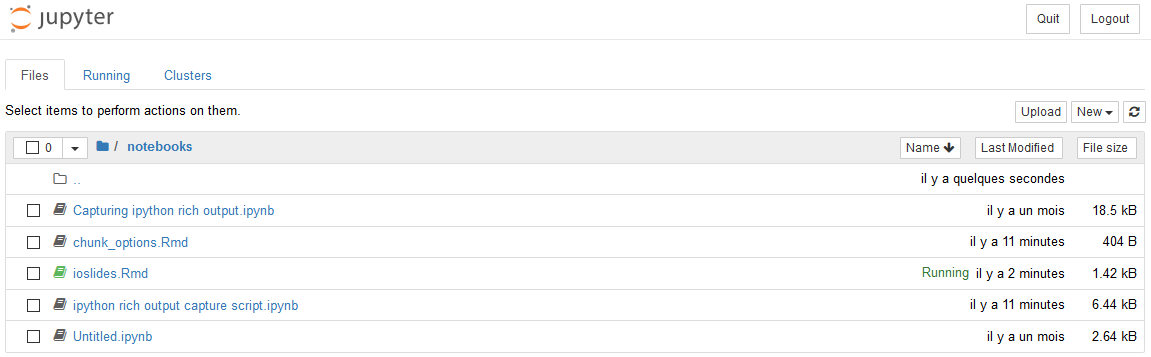 jupyter Quit Logout
Files Running Clusters
Select items to perform actions on them. Upload New
0 / notebooks Name Last Modified File size
.. il y a quelques secondes
Capturing ipython rich output.ipynb il y a un mois 18.5 kB
chunk_options.Rmd il y a 11 minutes 404 B
ioslides.Rmd Running il y a 2 minutes 1.42 kB
ipython rich output capture script.ipynb il y a 11 minutes 6.44 kB
Untitled.ipynb il y a un mois 2.64 kB